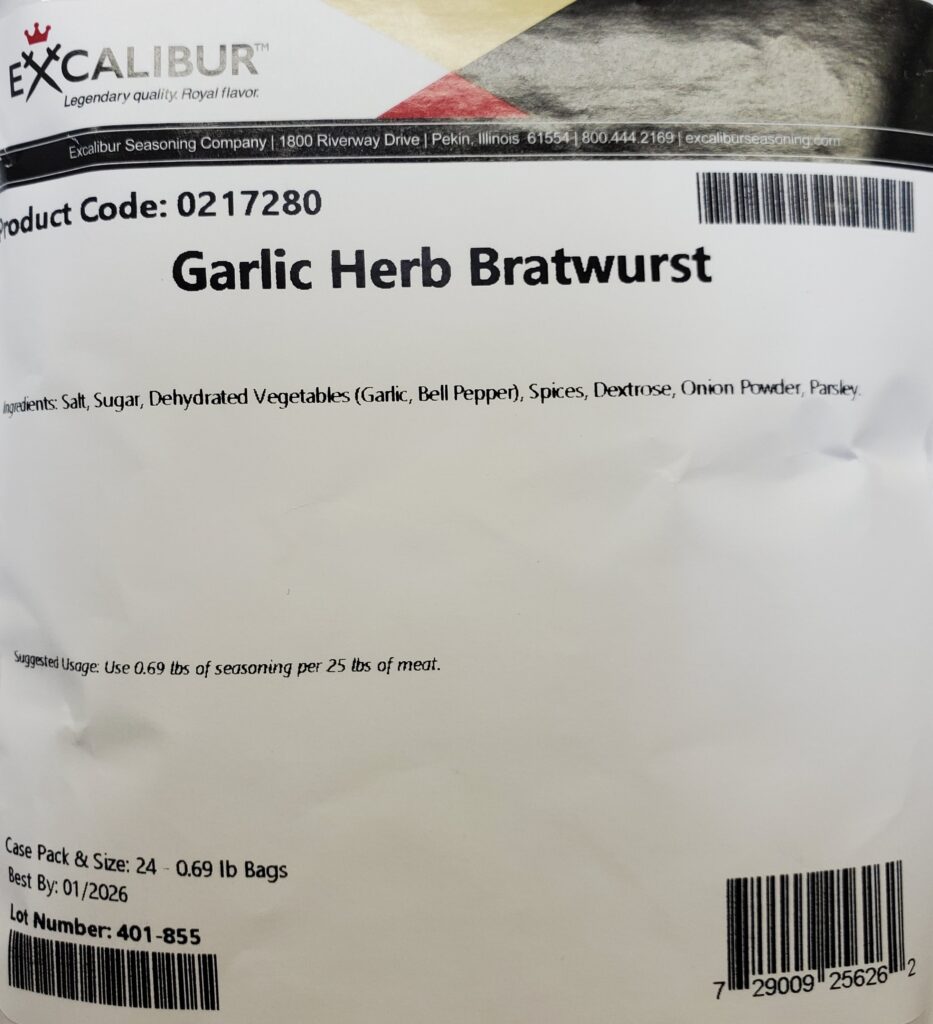 EXCALIBUR™
Legendary quality. Royal flavor.
Excalibur Seasoning Company | 1800 Riverway Drive | Pekin, Illinois 61554 | 800.444.2169 | excaliburseasoning.com
Product Code: 0217280
Garlic Herb Bratwurst
Ingredients: Salt, Sugar, Dehydrated Vegetables (Garlic, Bell Pepper), Spices, Dextrose, Onion Powder, Parsley.
Suggested Usage: Use 0.69 lbs of seasoning per 25 lbs of meat.
Case Pack & Size: 24 - 0.69 lb Bags
Best By: 01/2026
Lot Number: 401-855
7 29009 25626 2